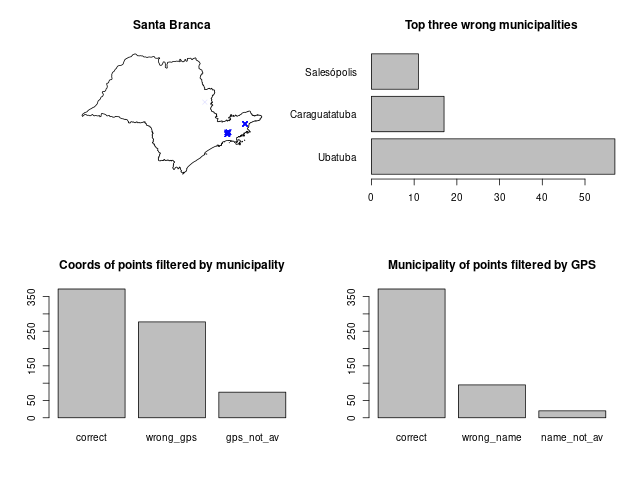 Santa Branca
Top three wrong municipalities
Salesópolis
Caraguatatuba
Ubatuba
0 10 20 30 40 50
Coords of points filtered by municipality
0 50 150 250 350
correct wrong_gps gps_not_av
Municipality of points filtered by GPS
0 50 150 250 350
correct wrong_name name_not_av